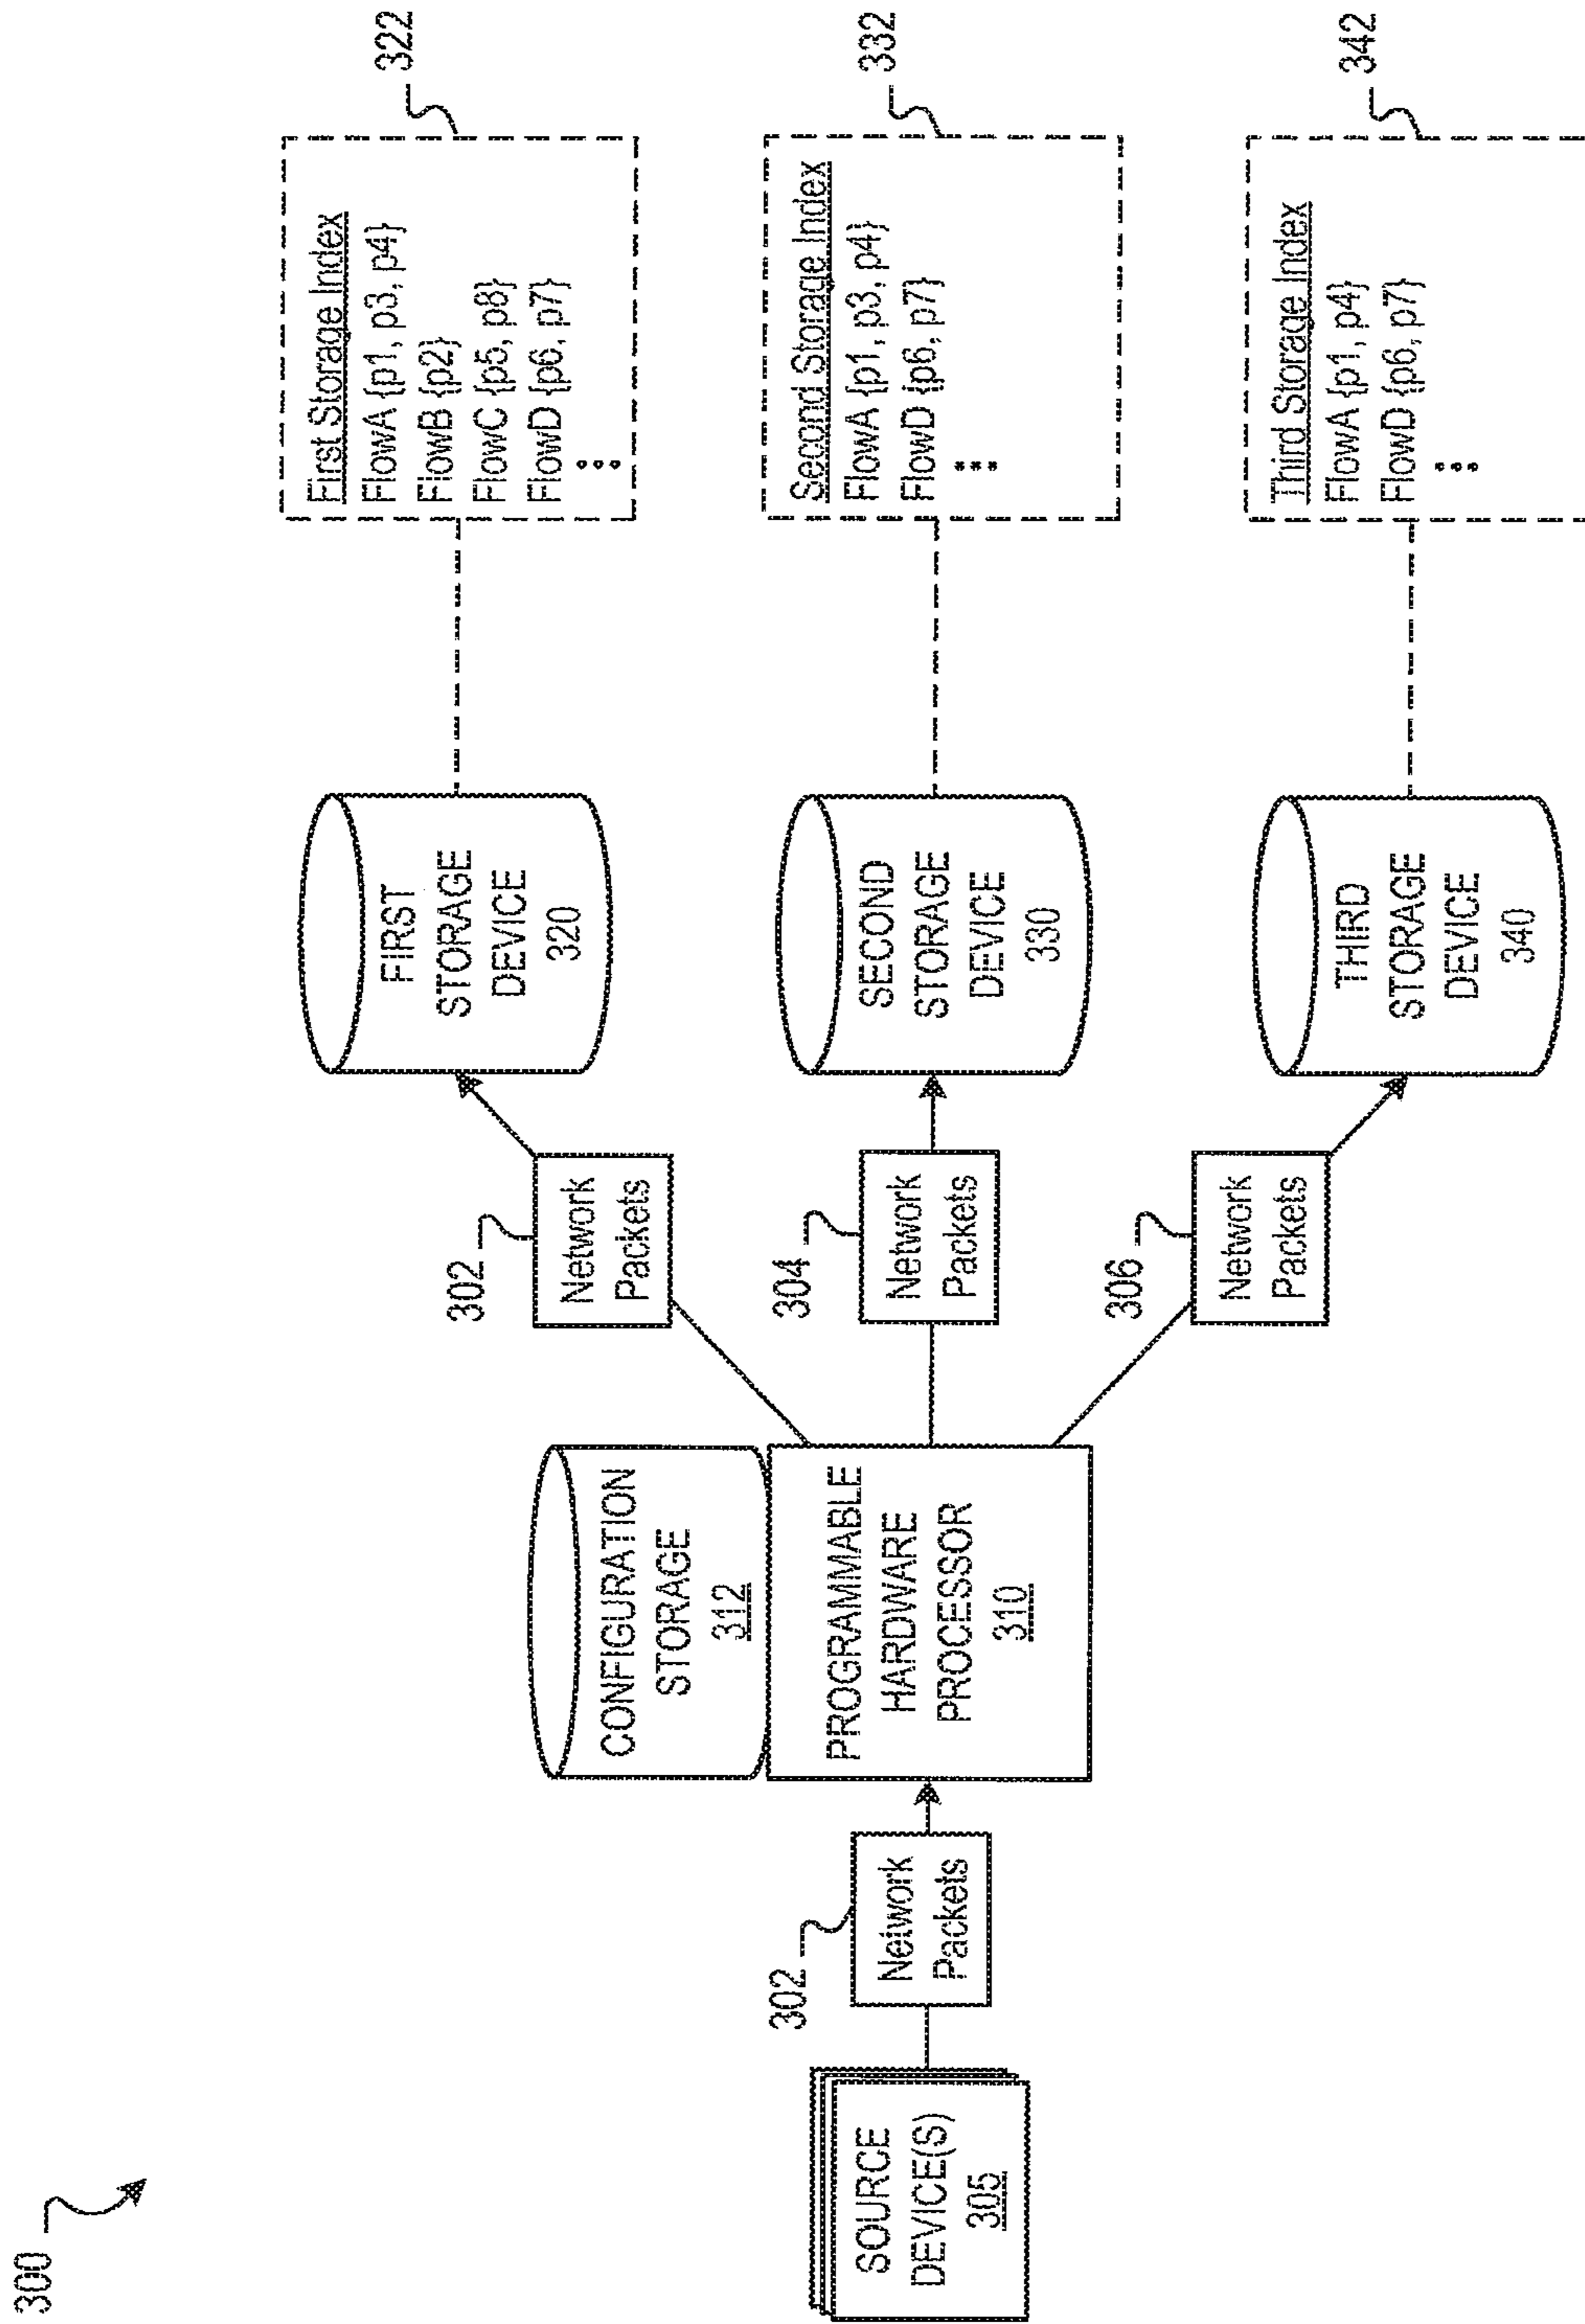 300
SOURCE
DEVICE(S)
305
302
Network
Packets
CONFIGURATION
STORAGE
312
PROGRAMMABLE
HARDWARE
PROCESSOR
310
302
Network
Packets
304
Network
Packets
306
Network
Packets
FIRST
STORAGE
DEVICE
320
SECOND
STORAGE
DEVICE
330
THIRD
STORAGE
DEVICE
340
First Storage Index
FlowA {p1, p3, p4}
FlowB {p2}
FlowC {p5, p8}
FlowD {p6, p7}
322
Second Storage Index
FlowA {p1, p3, p4}
FlowD {p6, p7}
332
Third Storage Index
FlowA {p1, p4}
FlowD {p6, p7}
342